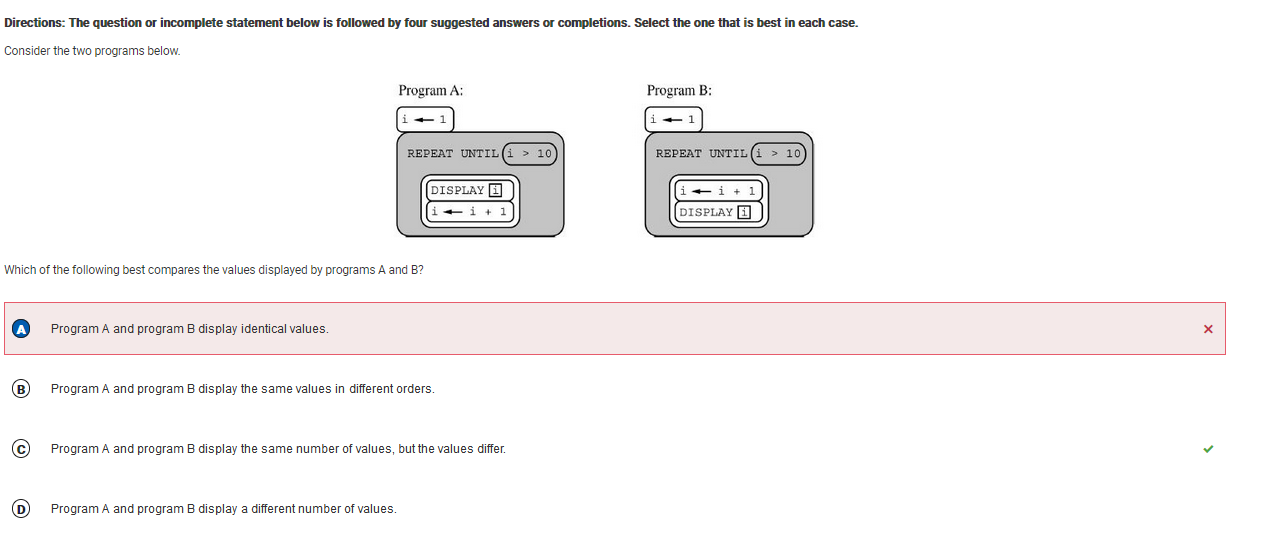 Directions: The question or incomplete statement below is followed by four suggested answers or completions. Select the one that is best in each case.
Consider the two programs below.
Program A:
i ← 1
REPEAT UNTIL i > 10
DISPLAY i
i ← i + 1
Program B:
i ← 1
REPEAT UNTIL i > 10
i ← i + 1
DISPLAY i
Which of the following best compares the values displayed by programs A and B?
A Program A and program B display identical values.
B Program A and program B display the same values in different orders.
C Program A and program B display the same number of values, but the values differ.
D Program A and program B display a different number of values.